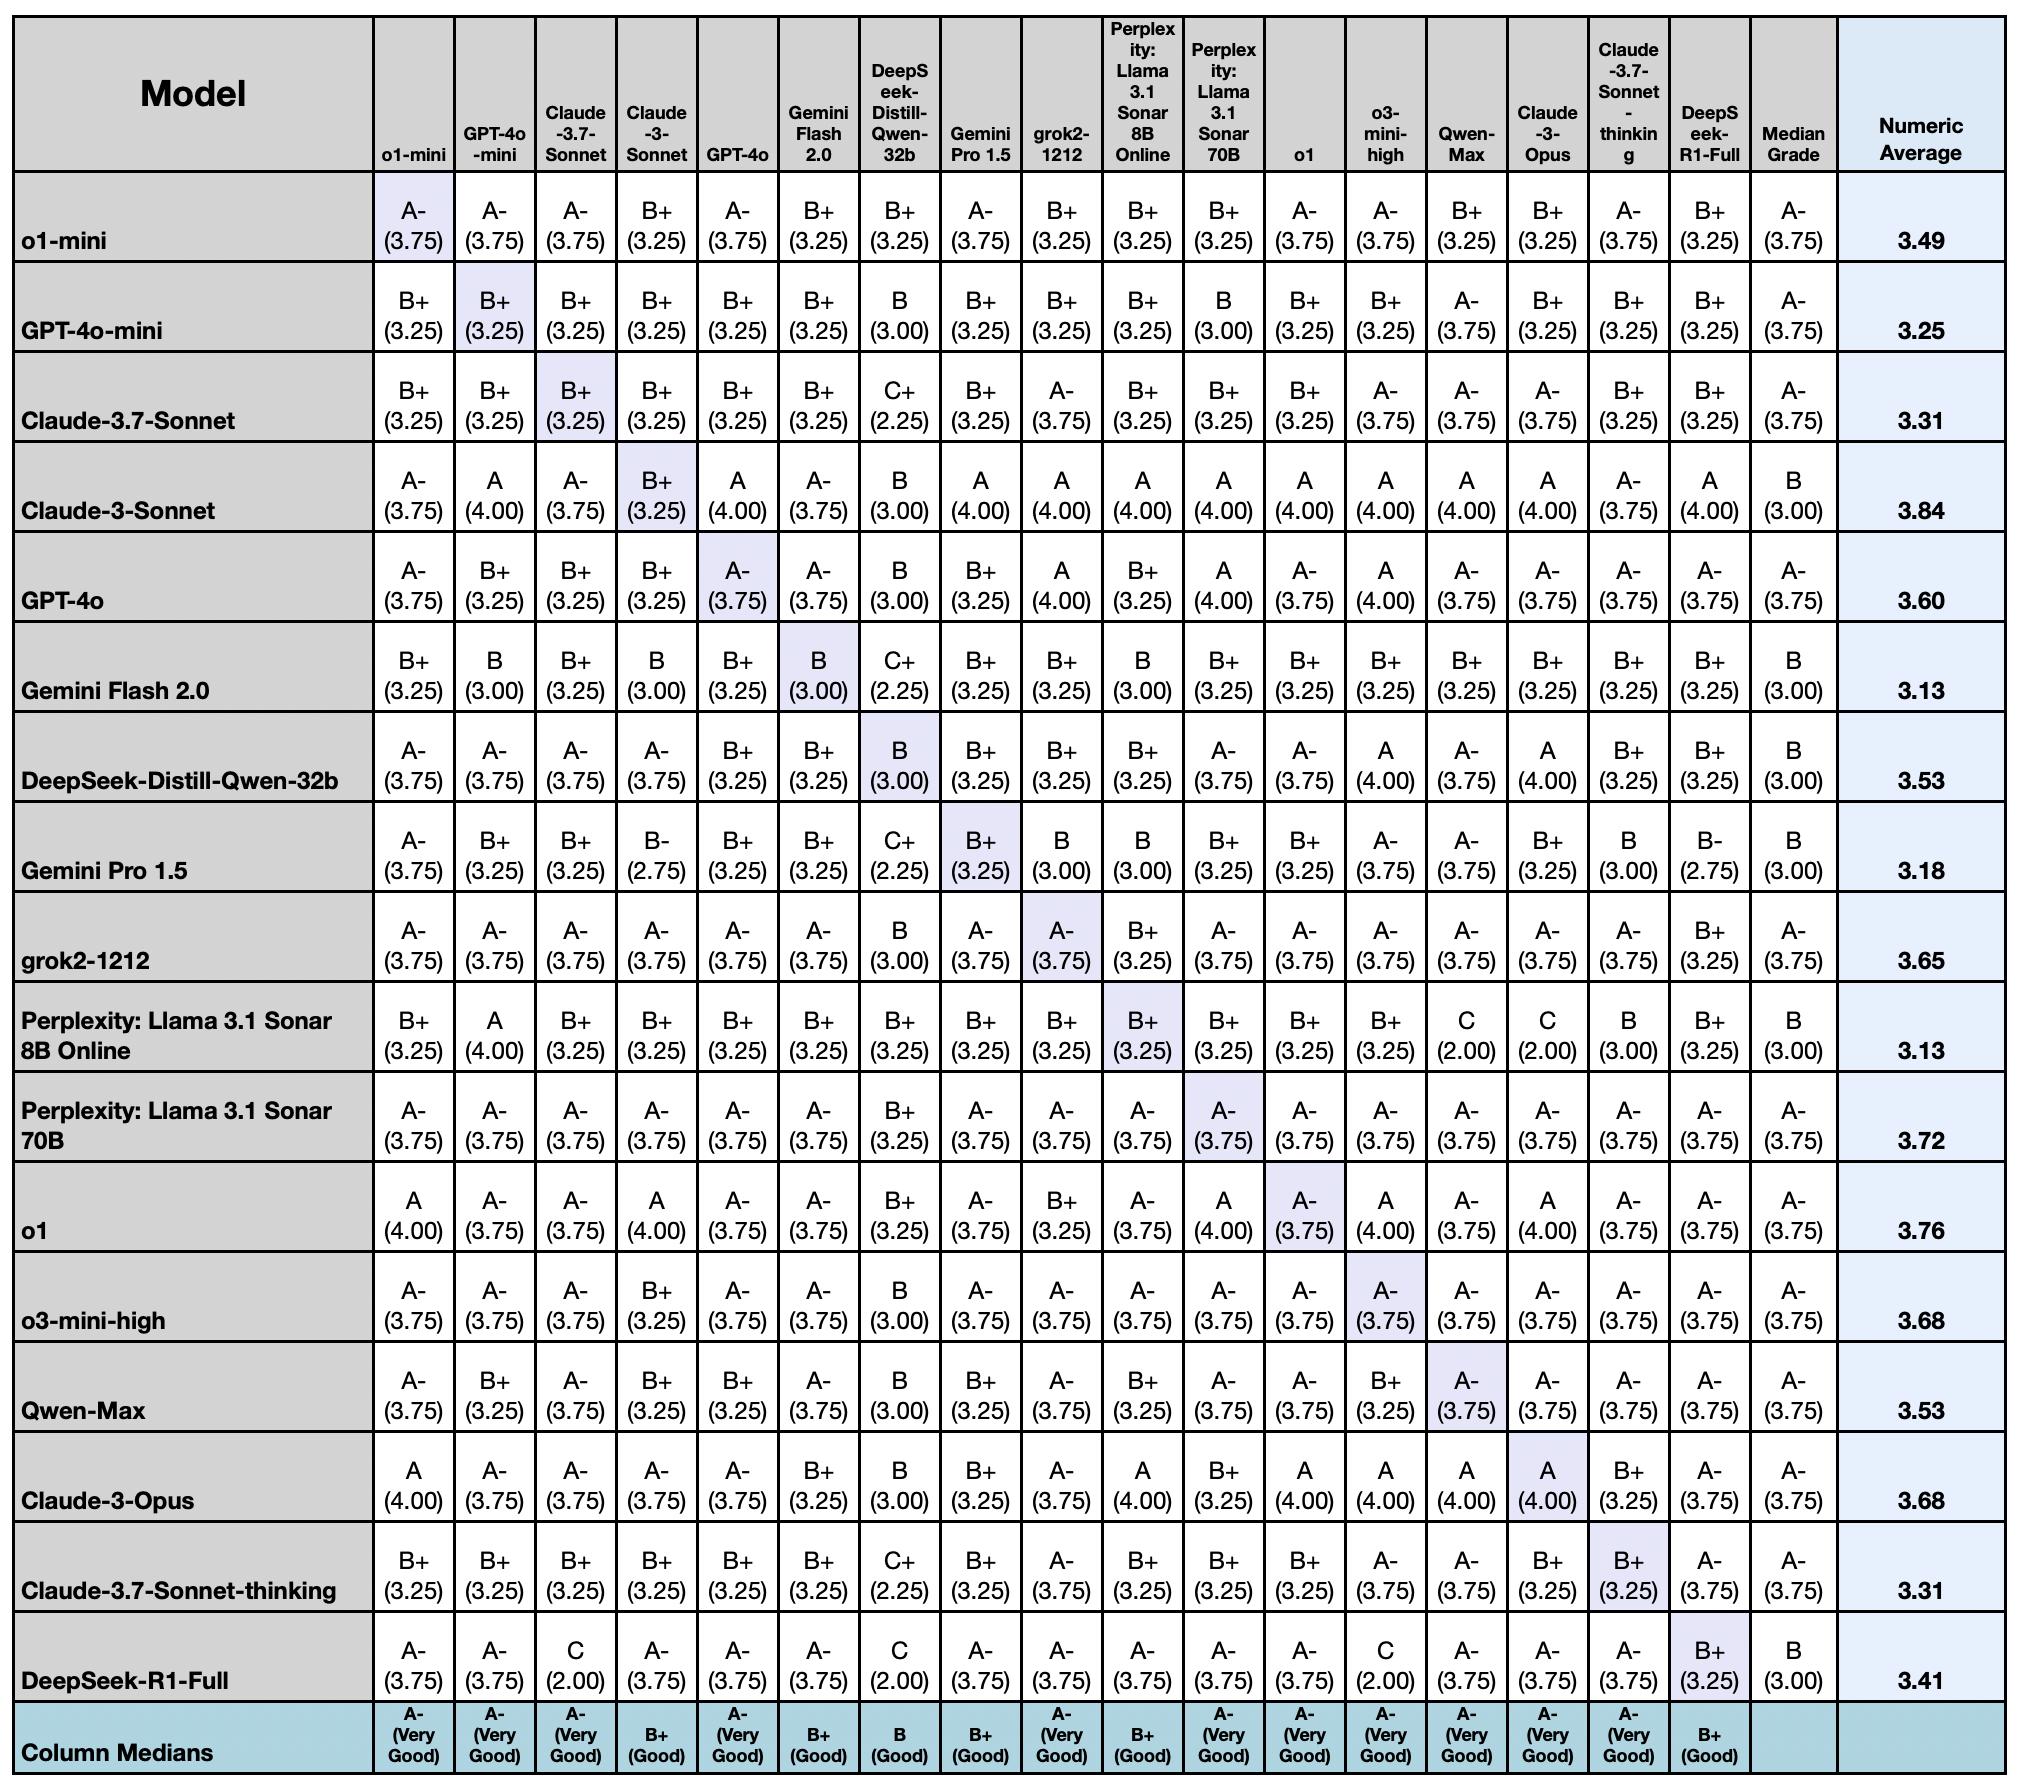 Model o1-mini GPT-4o-mini Claude-3.7-Sonnet Claude-3-Sonnet GPT-4o Gemini Flash 2.0 DeepSeek-Distill-Qwen-32b Gemini Pro 1.5 grok2-1212 Perplexity: Llama 3.1 Sonar 8B Online Perplexity: Llama 3.1 Sonar 70B o1 o3-mini-high Qwen-Max Claude-3-Opus Claude-3.7-Sonnet-thinking DeepSeek-R1-Full Median Grade Numeric Average
o1-mini A- (3.75) A- (3.75) A- (3.75) B+ (3.25) A- (3.75) B+ (3.25) B+ (3.25) A- (3.75) B+ (3.25) B+ (3.25) B+ (3.25) A- (3.75) A- (3.75) B+ (3.25) B+ (3.25) A- (3.75) B+ (3.25) A- (3.75) 3.49
GPT-4o-mini B+ (3.25) B+ (3.25) B+ (3.25) B+ (3.25) B+ (3.25) B+ (3.25) B (3.00) B+ (3.25) B+ (3.25) B+ (3.25) B (3.00) B+ (3.25) B+ (3.25) A- (3.75) B+ (3.25) B+ (3.25) B+ (3.25) A- (3.75) 3.25
Claude-3.7-Sonnet B+ (3.25) B+ (3.25) B+ (3.25) B+ (3.25) B+ (3.25) B+ (3.25) C+ (2.25) B+ (3.25) A- (3.75) B+ (3.25) B+ (3.25) B+ (3.25) A- (3.75) A- (3.75) A- (3.75) B+ (3.25) B+ (3.25) A- (3.75) 3.31
Claude-3-Sonnet A- (3.75) A (4.00) A- (3.75) B+ (3.25) A (4.00) A- (3.75) B (3.00) A (4.00) A (4.00) A (4.00) A (4.00) A (4.00) A (4.00) A (4.00) A (4.00) A- (3.75) A (4.00) B (3.00) 3.84
GPT-4o A- (3.75) B+ (3.25) B+ (3.25) B+ (3.25) A- (3.75) A- (3.75) B (3.00) B+ (3.25) A (4.00) B+ (3.25) A (4.00) A- (3.75) A (4.00) A- (3.75) A- (3.75) A- (3.75) A- (3.75) A- (3.75) 3.60
Gemini Flash 2.0 B+ (3.25) B (3.00) B+ (3.25) B (3.00) B+ (3.25) B (3.00) C+ (2.25) B+ (3.25) B+ (3.25) B (3.00) B+ (3.25) B+ (3.25) B+ (3.25) B+ (3.25) B+ (3.25) B+ (3.25) B+ (3.25) B (3.00) 3.13
DeepSeek-Distill-Qwen-32b A- (3.75) A- (3.75) A- (3.75) A- (3.75) B+ (3.25) B+ (3.25) B (3.00) B+ (3.25) B+ (3.25) B+ (3.25) A- (3.75) A- (3.75) A (4.00) A- (3.75) A (4.00) B+ (3.25) B+ (3.25) B (3.00) 3.53
Gemini Pro 1.5 A- (3.75) B+ (3.25) B+ (3.25) B- (2.75) B+ (3.25) B+ (3.25) C+ (2.25) B+ (3.25) B (3.00) B (3.00) B+ (3.25) B+ (3.25) A- (3.75) A- (3.75) B+ (3.25) B (3.00) B- (2.75) B (3.00) 3.18
grok2-1212 A- (3.75) A- (3.75) A- (3.75) A- (3.75) A- (3.75) A- (3.75) B (3.00) A- (3.75) A- (3.75) B+ (3.25) A- (3.75) A- (3.75) A- (3.75) A- (3.75) A- (3.75) A- (3.75) B+ (3.25) A- (3.75) 3.65
Perplexity: Llama 3.1 Sonar 8B Online B+ (3.25) A (4.00) B+ (3.25) B+ (3.25) B+ (3.25) B+ (3.25) B+ (3.25) B+ (3.25) B+ (3.25) B+ (3.25) B+ (3.25) B+ (3.25) B+ (3.25) C (2.00) C (2.00) B (3.00) B+ (3.25) B (3.00) 3.13
Perplexity: Llama 3.1 Sonar 70B A- (3.75) A- (3.75) A- (3.75) A- (3.75) A- (3.75) A- (3.75) B+ (3.25) A- (3.75) A- (3.75) A- (3.75) A- (3.75) A- (3.75) A- (3.75) A- (3.75) A- (3.75) A- (3.75) A- (3.75) A- (3.75) 3.72
o1 A (4.00) A- (3.75) A- (3.75) A (4.00) A- (3.75) A- (3.75) B+ (3.25) A- (3.75) B+ (3.25) A- (3.75) A (4.00) A- (3.75) A (4.00) A- (3.75) A (4.00) A- (3.75) A- (3.75) A- (3.75) 3.76
o3-mini-high A- (3.75) A- (3.75) A- (3.75) B+ (3.25) A- (3.75) A- (3.75) B (3.00) A- (3.75) A- (3.75) A- (3.75) A- (3.75) A- (3.75) A- (3.75) A- (3.75) A- (3.75) A- (3.75) A- (3.75) A- (3.75) 3.68
Qwen-Max A- (3.75) B+ (3.25) A- (3.75) B+ (3.25) B+ (3.25) A- (3.75) B (3.00) B+ (3.25) A- (3.75) B+ (3.25) A- (3.75) A- (3.75) B+ (3.25) A- (3.75) A- (3.75) A- (3.75) A- (3.75) A- (3.75) 3.53
Claude-3-Opus A (4.00) A- (3.75) A- (3.75) A- (3.75) A- (3.75) B+ (3.25) B (3.00) B+ (3.25) A- (3.75) A (4.00) B+ (3.25) A (4.00) A (4.00) A (4.00) A (4.00) B+ (3.25) A- (3.75) A- (3.75) 3.68
Claude-3.7-Sonnet-thinking B+ (3.25) B+ (3.25) B+ (3.25) B+ (3.25) B+ (3.25) B+ (3.25) C+ (2.25) B+ (3.25) A- (3.75) B+ (3.25) B+ (3.25) B+ (3.25) A- (3.75) A- (3.75) B+ (3.25) B+ (3.25) A- (3.75) A- (3.75) 3.31
DeepSeek-R1-Full A- (3.75) A- (3.75) C (2.00) A- (3.75) A- (3.75) A- (3.75) C (2.00) A- (3.75) A- (3.75) A- (3.75) A- (3.75) A- (3.75) C (2.00) A- (3.75) A- (3.75) A- (3.75) B+ (3.25) B (3.00) 3.41
Column Medians A- (Very Good) A- (Very Good) A- (Very Good) B+ (Good) A- (Very Good) B+ (Good) B (Good) B+ (Good) A- (Very Good) B+ (Good) A- (Very Good) A- (Very Good) A- (Very Good) A- (Very Good) A- (Very Good) A- (Very Good) B+ (Good)